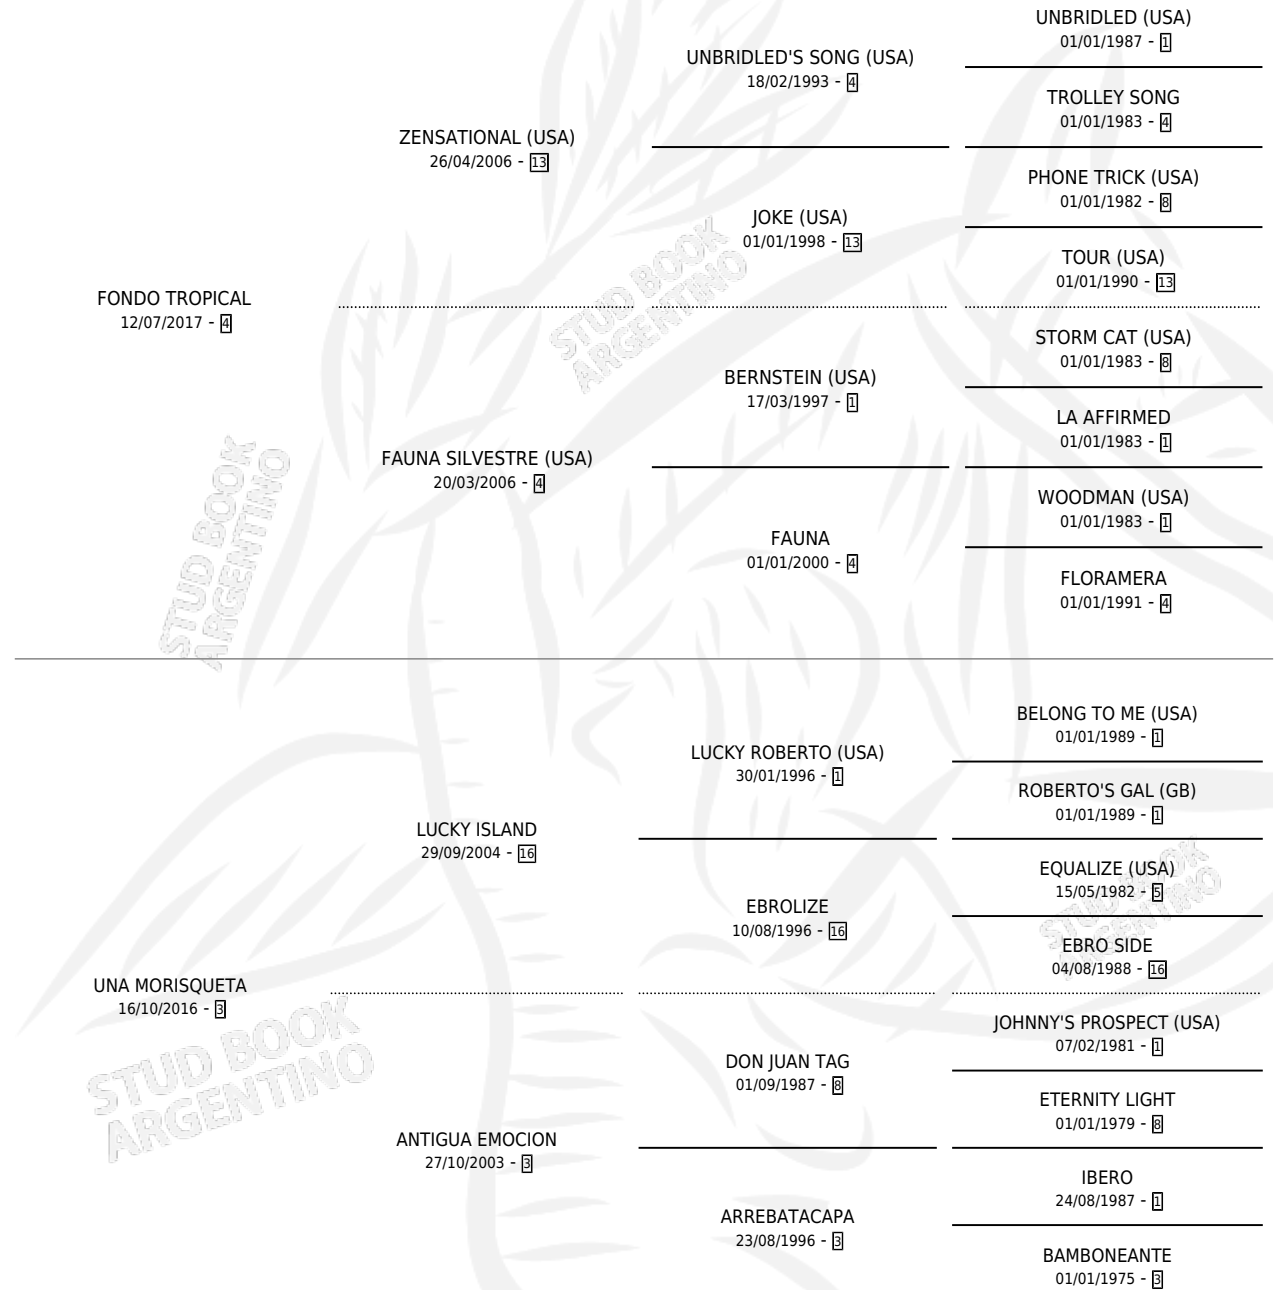 UNBRIDLED (USA)
01/01/1987 - 1
UNBRIDLED'S SONG (USA)
18/02/1993 - 4
TROLLEY SONG
01/01/1983 - 4
ZENSATIONAL (USA)
26/04/2006 - 13
PHONE TRICK (USA)
01/01/1982 - 8
JOKE (USA)
01/01/1998 - 13
TOUR (USA)
01/01/1990 - 13
FONDO TROPICAL
12/07/2017 - 4
STORM CAT (USA)
01/01/1983 - 8
BERNSTEIN (USA)
17/03/1997 - 1
LA AFFIRMED
01/01/1983 - 1
FAUNA SILVESTRE (USA)
20/03/2006 - 4
WOODMAN (USA)
01/01/1983 - 1
FAUNA
01/01/2000 - 4
FLORAMERA
01/01/1991 - 4
STUD BOOK
ARGENTINO
STUD BOOK
ARGENTINO
BELONG TO ME (USA)
01/01/1989 - 1
LUCKY ROBERTO (USA)
30/01/1996 - 1
ROBERTO'S GAL (GB)
01/01/1989 - 1
LUCKY ISLAND
29/09/2004 - 16
EQUALIZE (USA)
15/05/1982 - 5
EBROLIZE
10/08/1996 - 16
EBRO SIDE
04/08/1988 - 16
STUD BOOK
ARGENTINO
UNA MORISQUETA
16/10/2016 - 3
JOHNNY'S PROSPECT (USA)
07/02/1981 - 1
DON JUAN TAG
01/09/1987 - 8
ETERNITY LIGHT
01/01/1979 - 8
STUD BOOK
ARGENTINO
ANTIGUA EMOCION
27/10/2003 - 3
IBERO
24/08/1987 - 1
ARREBATACAPA
23/08/1996 - 3
BAMBONEANTE
01/01/1975 - 3